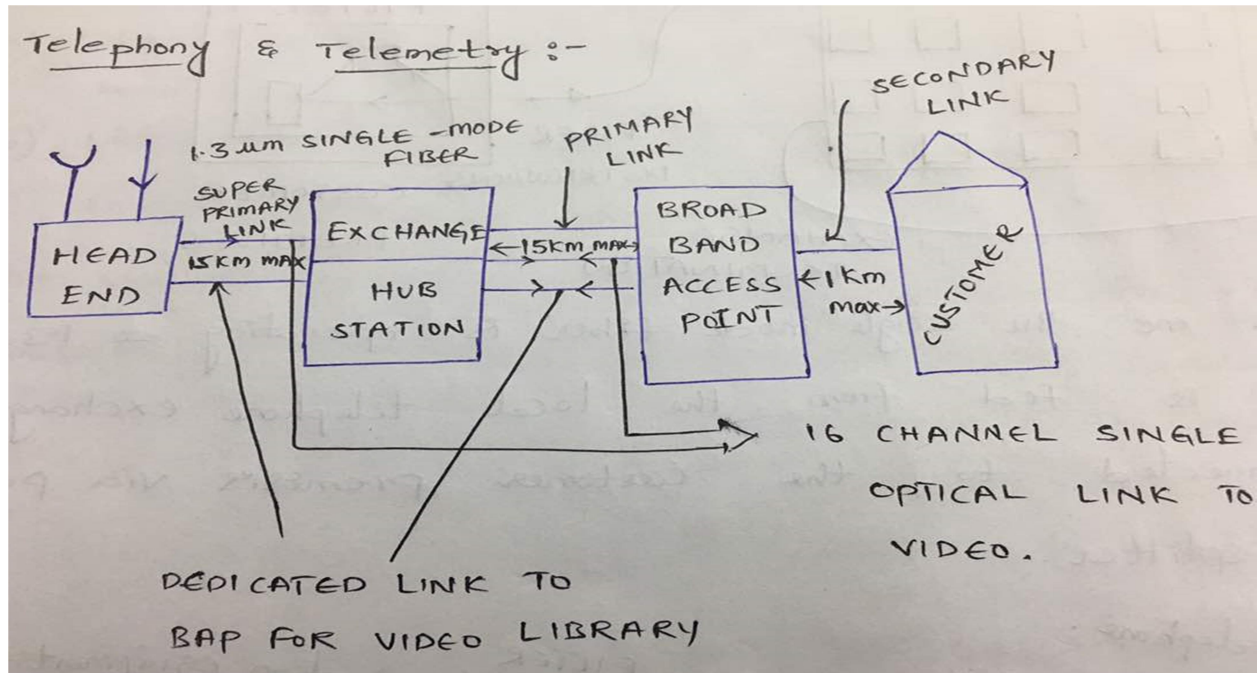 Telephony & Telemetry :-
1.3 um SINGLE -MODE
FIBER
PRIMARY
LINK
SECONDARY
LINK
SUPER
PRIMARY
LINK
15KM MAX
HEAD
END
EXCHANGE
HUB
STATION
←15KM MAX→
BROAD
BAND
ACCESS
POINT
←1Km
max→
CUSTOMER
16 CHANNEL SINGLE
OPTICAL LINK TO
VIDEO.
DEDICATED LINK TO
BAP FOR VIDEO LIBRARY